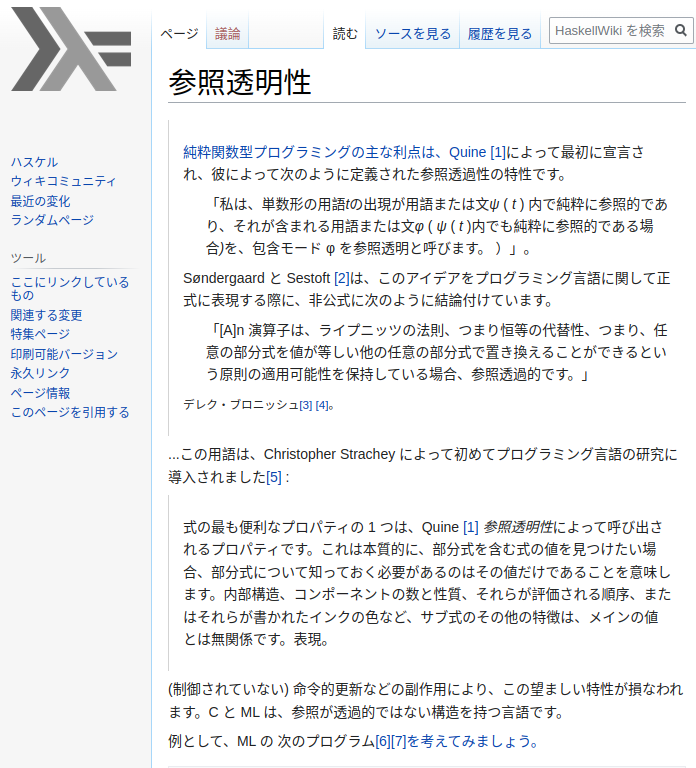 ページ 議論 読む ソースを見る 履歴を見る HaskellWiki を検索
参照透明性
ハスケル
ウィキコミュニティ
最近の変化
ランダムページ
ツール
ここにリンクしている
もの
関連する変更
特集ページ
印刷可能バージョン
永久リンク
ページ情報
このページを引用する
純粋関数型プログラミングの主な利点は、Quine [1]によって最初に宣言さ
れ、彼によって次のように定義された参照透過性の特性です。
「私は、単数形の用語tの出現が用語または文ψ ( t ) 内で純粋に参照的であ
り、それが含まれる用語または文φ ( ψ ( t )内でも純粋に参照的である場
合)を、包含モード φ を参照透明と呼びます。 ）」。
Søndergaard と Sestoft [2]は、このアイデアをプログラミング言語に関して正
式に表現する際に、非公式に次のように結論付けています。
「[A]n 演算子は、ライプニッツの法則、つまり恒等の代替性、つまり、任
意の部分式を値が等しい他の任意の部分式で置き換えることができるとい
う原則の適用可能性を保持している場合、参照透過的です。」
デレク・ブロニッシュ[3] [4]。
...この用語は、Christopher Strachey によって初めてプログラミング言語の研究に
導入されました[5] :
式の最も便利なプロパティの 1 つは、Quine [1] 参照透明性によって呼び出さ
れるプロパティです。これは本質的に、部分式を含む式の値を見つけたい場
合、部分式について知っておく必要があるのはその値だけであることを意味し
ます。内部構造、コンポーネントの数と性質、それらが評価される順序、また
はそれらが書かれたインクの色など、サブ式のその他の特徴は、メインの値
とは無関係です。表現。
(制御されていない) 命令的更新などの副作用により、この望ましい特性が損なわれ
ます。C と ML は、参照が透過的ではない構造を持つ言語です。
例として、ML の 次のプログラム[6][7]を考えてみましょう。